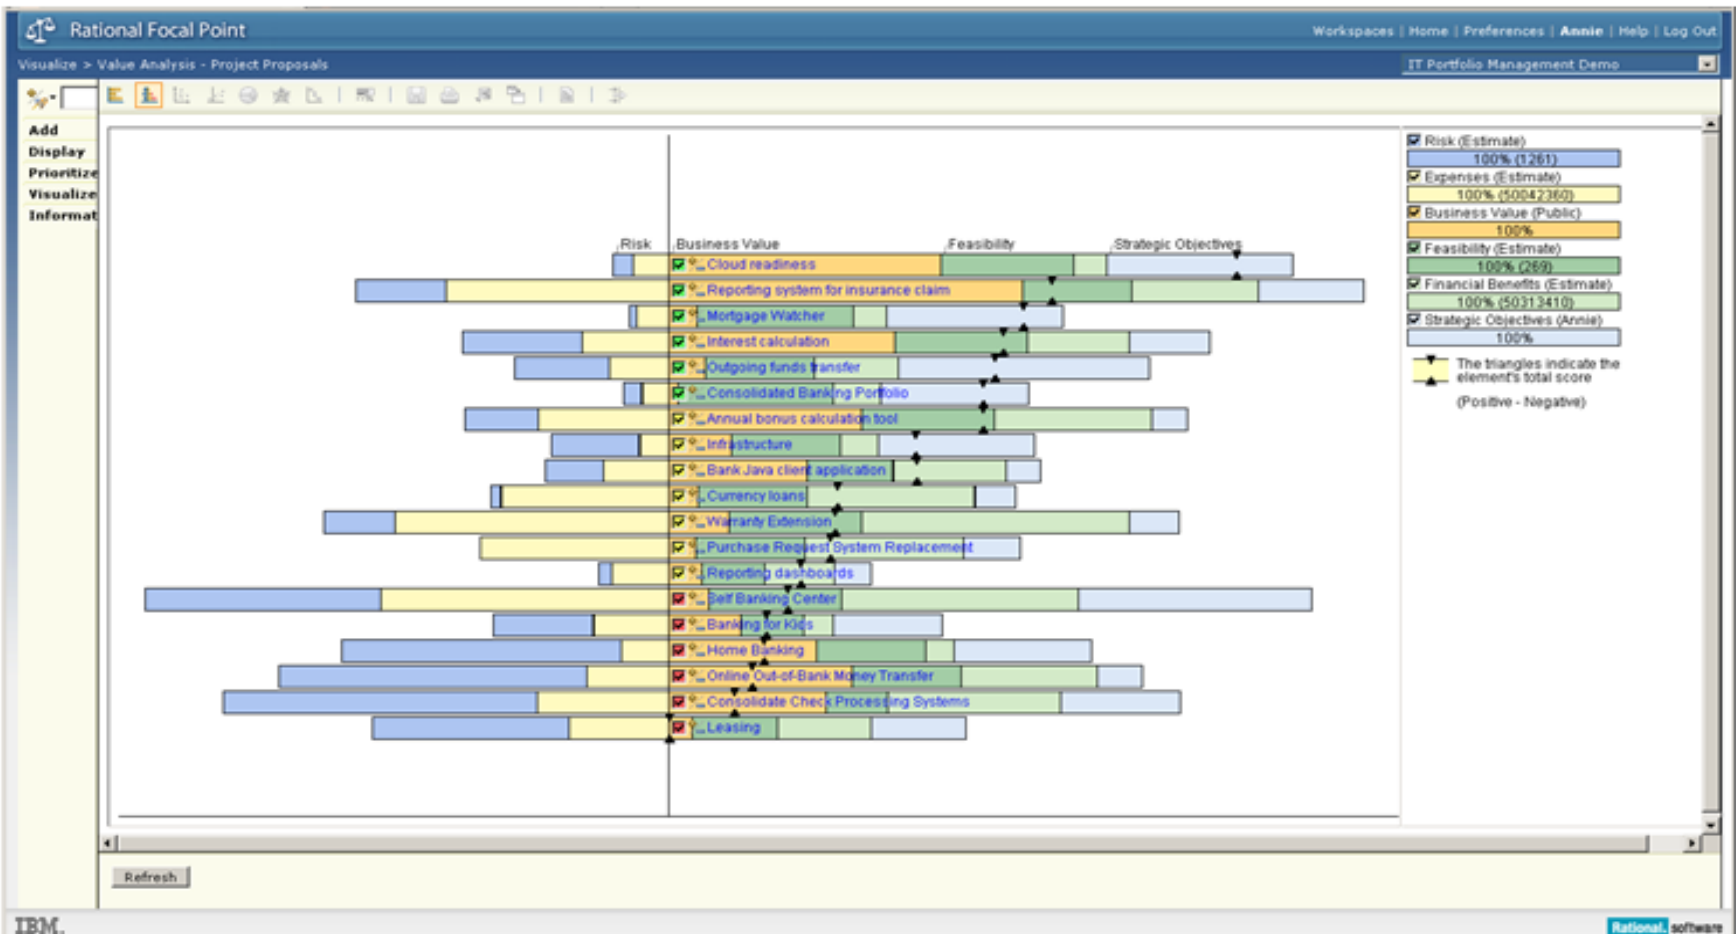 Rational Focal Point
Workspaces | Home | Preferences | Annie | Help | Log Out
Visualize > Value Analysis - Project Proposals
IT Portfolio Management Demo
Add
Display
Prioritize
Visualize
Informat
Risk
Business Value
Feasibility
Strategic Objectives
Cloud readiness
Reporting system for insurance claim
Mortgage Watcher
Interest calculation
Outgoing funds transfer
Consolidated Banking Portfolio
Annual bonus calculation tool
Infrastructure
Bank Java client application
Currency loans
Warranty Extension
Purchase Request System Replacement
Reporting dashboards
Self Banking Center
Banking for Kids
Home Banking
Online Out-of-Bank Money Transfer
Consolidate Check Processing Systems
Leasing
Risk (Estimate)
100% (1261)
Expenses (Estimate)
100% (50042360)
Business Value (Public)
100%
Feasibility (Estimate)
100% (269)
Financial Benefits (Estimate)
100% (50313410)
Strategic Objectives (Annie)
100%
The triangles indicate the
element's total score
(Positive - Negative)
Refresh
IBM.
Rational. software